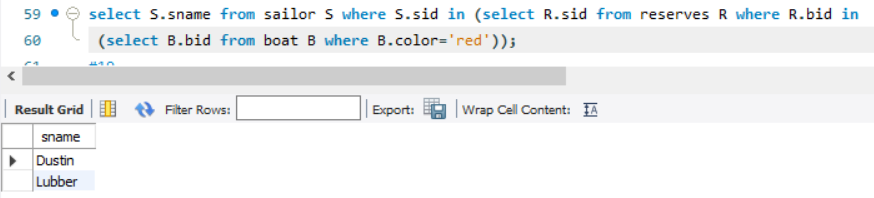 59 select S.sname from sailor S where S.sid in (select R.sid from reserves R where R.bid in
60 (select B.bid from boat B where B.color='red'));
Result Grid Filter Rows: Export: Wrap Cell Content:
sname
Dustin
Lubber